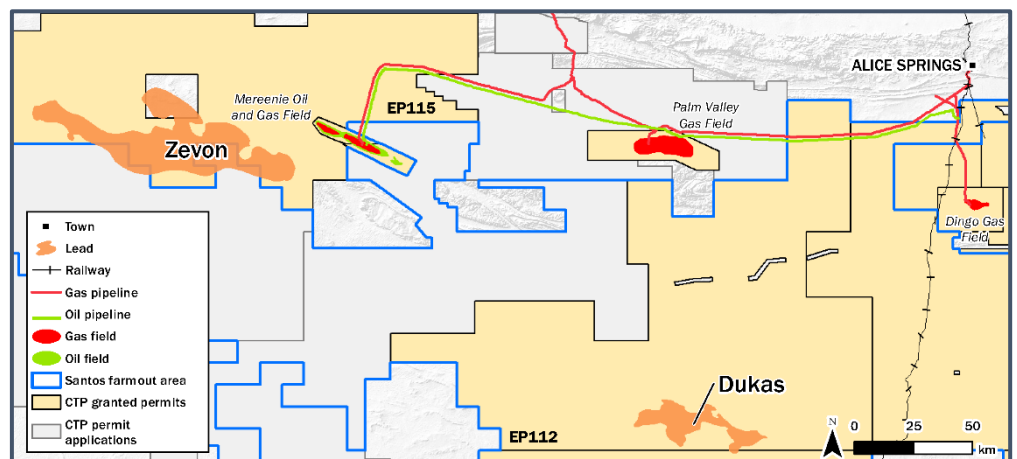 ALICE SPRINGS
Mereenie Oil
and Gas Field
EP115
Palm Valley
Gas Field
Zevon
Dingo Gas
Field
Town
Lead
Railway
Gas pipeline
Oil pipeline
Gas field
Oil field
Santos farmout area
CTP granted permits
CTP permit
applications
Dukas
EP112
N
0 25 50
km